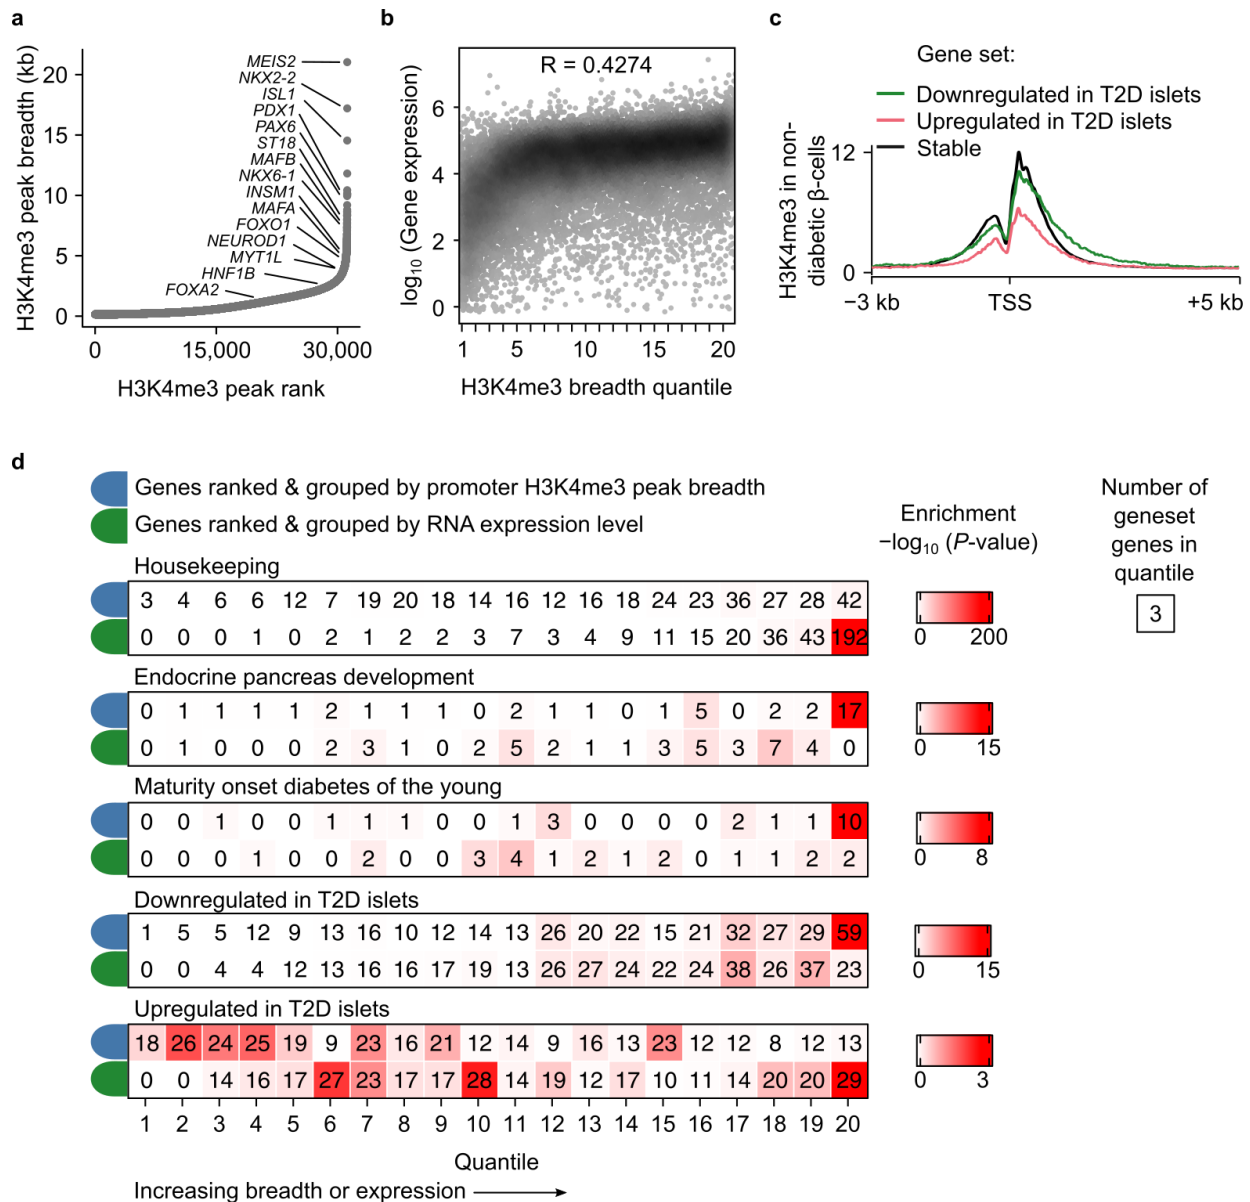 a
H3K4me3 peak breadth (kb)
20
15
10
5
0
MEIS2
NKX2-2
ISL1
PDX1
PAX6
ST18
MAFB
NKX6-1
INSM1
MAFA
FOXO1
NEUROD1
MYT1L
HNF1B
FOXA2
0 15,000 30,000
H3K4me3 peak rank
b
log10 (Gene expression)
R = 0.4274
6
4
2
0
1 5 10 15 20
H3K4me3 breadth quantile
c
Gene set:
Downregulated in T2D islets
Upregulated in T2D islets
Stable
H3K4me3 in non-
diabetic β-cells
12
0
−3 kb TSS +5 kb
d
Genes ranked & grouped by promoter H3K4me3 peak breadth
Genes ranked & grouped by RNA expression level
Enrichment
−log10 (P-value)
Number of
geneset
genes in
quantile
3
Housekeeping
3 4 6 6 12 7 19 20 18 14 16 12 16 18 24 23 36 27 28 42
0 0 0 1 0 2 1 2 2 3 7 3 4 9 11 15 20 36 43 192
0 200
Endocrine pancreas development
0 1 1 1 1 2 1 1 1 0 2 1 1 0 1 5 0 2 2 17
0 1 0 0 0 2 3 1 0 2 5 2 1 1 3 5 3 7 4 0
0 15
Maturity onset diabetes of the young
0 0 1 0 0 1 1 1 0 0 1 3 0 0 0 0 2 1 1 10
0 0 0 1 0 0 2 0 0 3 4 1 2 1 2 0 1 1 2 2
0 8
Downregulated in T2D islets
1 5 5 12 9 13 16 10 12 14 13 26 20 22 15 21 32 27 29 59
0 0 4 4 12 13 16 16 17 19 13 26 27 24 22 24 38 26 37 23
0 15
Upregulated in T2D islets
18 26 24 25 19 9 23 16 21 12 14 9 16 13 23 12 12 8 12 13
0 0 14 16 17 27 23 17 17 28 14 19 12 17 10 11 14 20 20 29
0 3
1 2 3 4 5 6 7 8 9 10 11 12 13 14 15 16 17 18 19 20
Quantile
Increasing breadth or expression